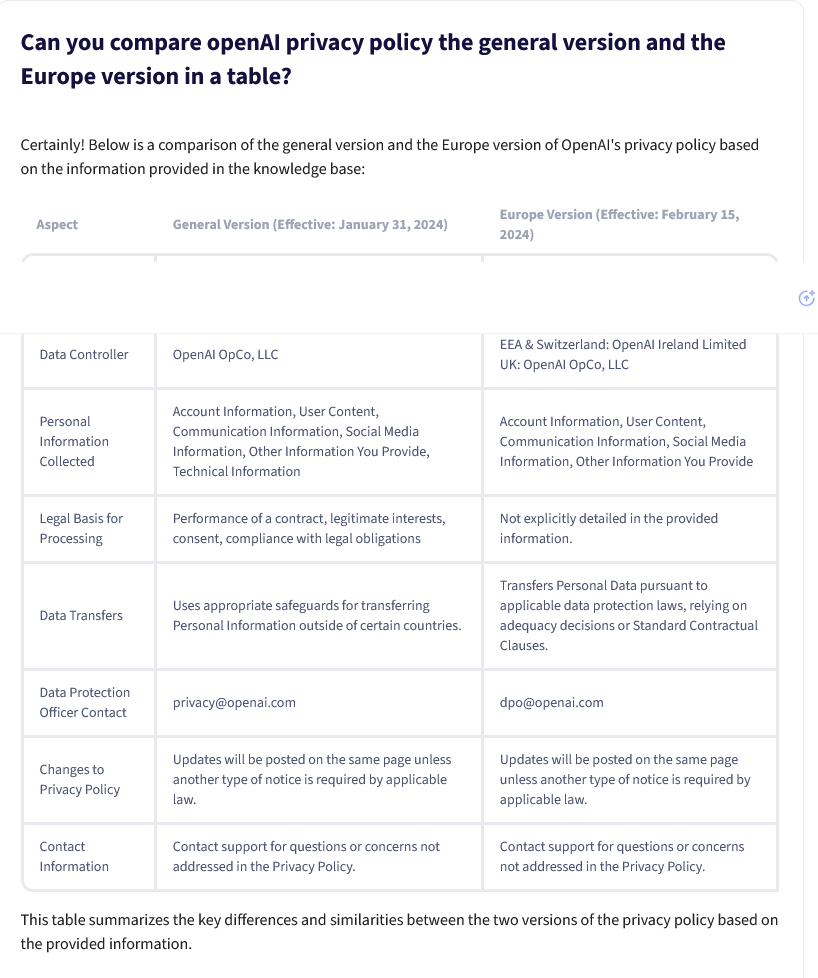 Can you compare openAI privacy policy the general version and the
Europe version in a table?
Certainly! Below is a comparison of the general version and the Europe version of OpenAI's privacy policy based
on the information provided in the knowledge base:
Aspect
General Version (Effective: January 31, 2024)
Europe Version (Effective: February 15,
2024)
Data Controller
OpenAI OpCo, LLC
EEA & Switzerland: OpenAI Ireland Limited
UK: OpenAI OpCo, LLC
Personal
Information
Collected
Account Information, User Content,
Communication Information, Social Media
Information, Other Information You Provide,
Technical Information
Account Information, User Content,
Communication Information, Social Media
Information, Other Information You Provide
Legal Basis for
Processing
Performance of a contract, legitimate interests,
consent, compliance with legal obligations
Not explicitly detailed in the provided
information.
Data Transfers
Uses appropriate safeguards for transferring
Personal Information outside of certain countries.
Transfers Personal Data pursuant to
applicable data protection laws, relying on
adequacy decisions or Standard Contractual
Clauses.
Data Protection
Officer Contact
privacy@openai.com
dpo@openai.com
Changes to
Privacy Policy
Updates will be posted on the same page unless
another type of notice is required by applicable
law.
Updates will be posted on the same page
unless another type of notice is required by
applicable law.
Contact
Information
Contact support for questions or concerns not
addressed in the Privacy Policy.
Contact support for questions or concerns
not addressed in the Privacy Policy.
This table summarizes the key differences and similarities between the two versions of the privacy policy based on
the provided information.